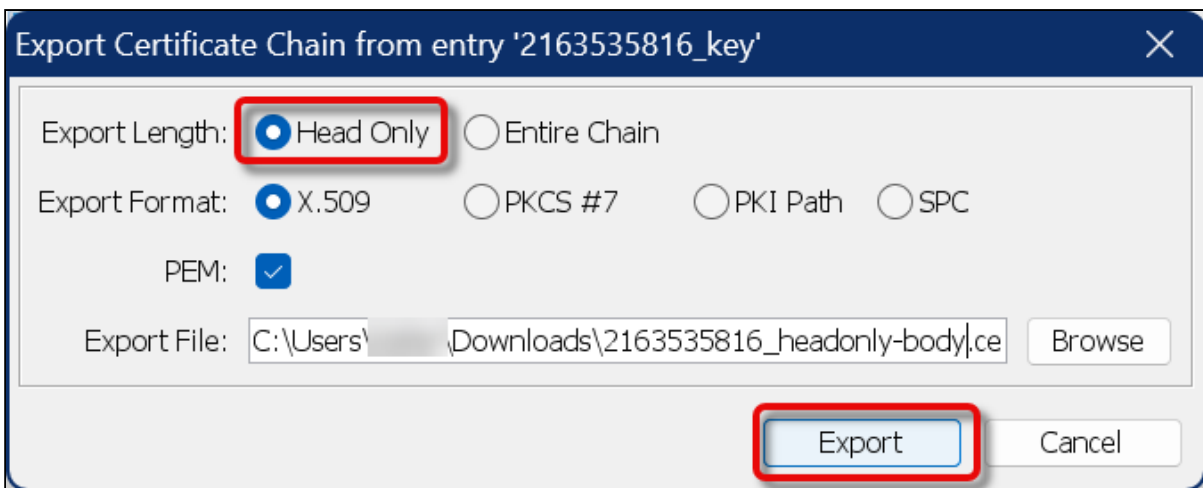 Export Certificate Chain from entry '2163535816_key'
Export Length: Head Only Entire Chain
Export Format: X.509 PKCS #7 PKI Path SPC
PEM:
Export File: C:\Users\ \Downloads\2163535816_headonly-body.ce Browse
Export Cancel